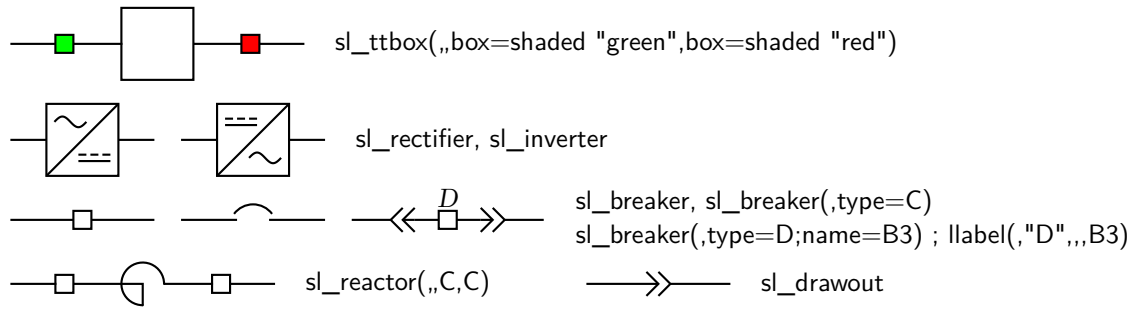 sl_ttbox(,,box=shaded "green",box=shaded "red")
sl_rectifier, sl_inverter
D
sl_breaker, sl_breaker(,type=C)
sl_breaker(,type=D;name=B3) ; llabel(,"D",,,B3)
sl_reactor(,,C,C)
sl_drawout